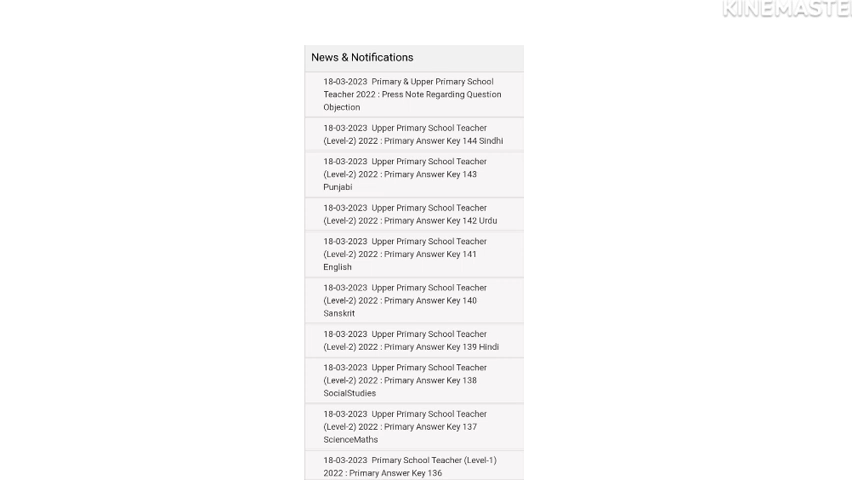 KINEMASTE
News & Notifications
18-03-2023 Primary & Upper Primary School
Teacher 2022 : Press Note Regarding Question
Objection
18-03-2023 Upper Primary School Teacher
(Level-2) 2022 : Primary Answer Key 144 Sindhi
18-03-2023 Upper Primary School Teacher
(Level-2) 2022 : Primary Answer Key 143
Punjabi
18-03-2023 Upper Primary School Teacher
(Level-2) 2022 : Primary Answer Key 142 Urdu
18-03-2023 Upper Primary School Teacher
(Level-2) 2022 : Primary Answer Key 141
English
18-03-2023 Upper Primary School Teacher
(Level-2) 2022 : Primary Answer Key 140
Sanskrit
18-03-2023 Upper Primary School Teacher
(Level-2) 2022 : Primary Answer Key 139 Hindi
18-03-2023 Upper Primary School Teacher
(Level-2) 2022 : Primary Answer Key 138
SocialStudies
18-03-2023 Upper Primary School Teacher
(Level-2) 2022 : Primary Answer Key 137
ScienceMaths
18-03-2023 Primary School Teacher (Level-1)
2022 : Primary Answer Key 136